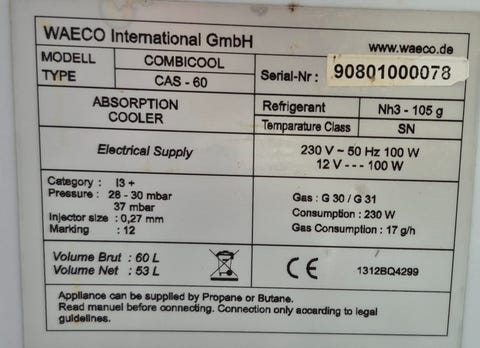 WAECO International GmbH
www.waeco.de
MODELL COMBICOOL
TYPE CAS - 60
Serial-Nr : 90801000078
ABSORPTION
COOLER
Refrigerant Nh3 - 105 g
Temparature Class SN
Electrical Supply
230 V ~ 50 Hz 100 W
12 V --- 100 W
Category : I3 +
Pressure : 28 - 30 mbar
37 mbar
Injector size : 0,27 mm
Marking : 12
Gas : G 30 / G 31
Consumption : 230 W
Gas Consumption : 17 g/h
Volume Brut : 60 L
Volume Net : 53 L
CE
1312BQ4299
Appliance can be supplied by Propane or Butane.
Read manuel before connecting. Connection only according to legal
guidelines.